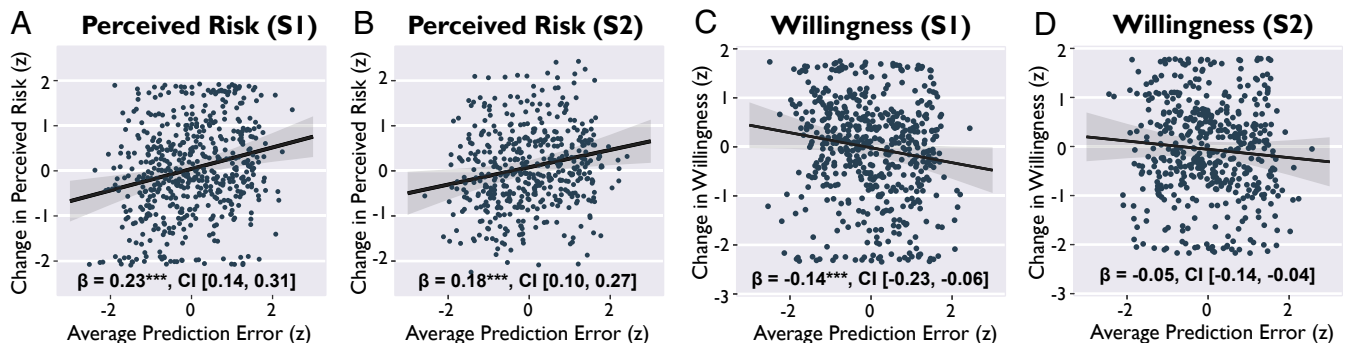 A Perceived Risk (S1)
Change in Perceived Risk (z)
2
1
0
-1
-2
β = 0.23***, CI [0.14, 0.31]
-2 0 2
Average Prediction Error (z)
B Perceived Risk (S2)
Change in Perceived Risk (z)
2
1
0
-1
-2
β = 0.18***, CI [0.10, 0.27]
-2 0 2
Average Prediction Error (z)
C Willingness (S1)
Change in Willingness (z)
2
1
0
-1
-2
-3
β = -0.14***, CI [-0.23, -0.06]
-2 0 2
Average Prediction Error (z)
D Willingness (S2)
Change in Willingness (z)
2
1
0
-1
-2
-3
β = -0.05, CI [-0.14, -0.04]
-2 0 2
Average Prediction Error (z)